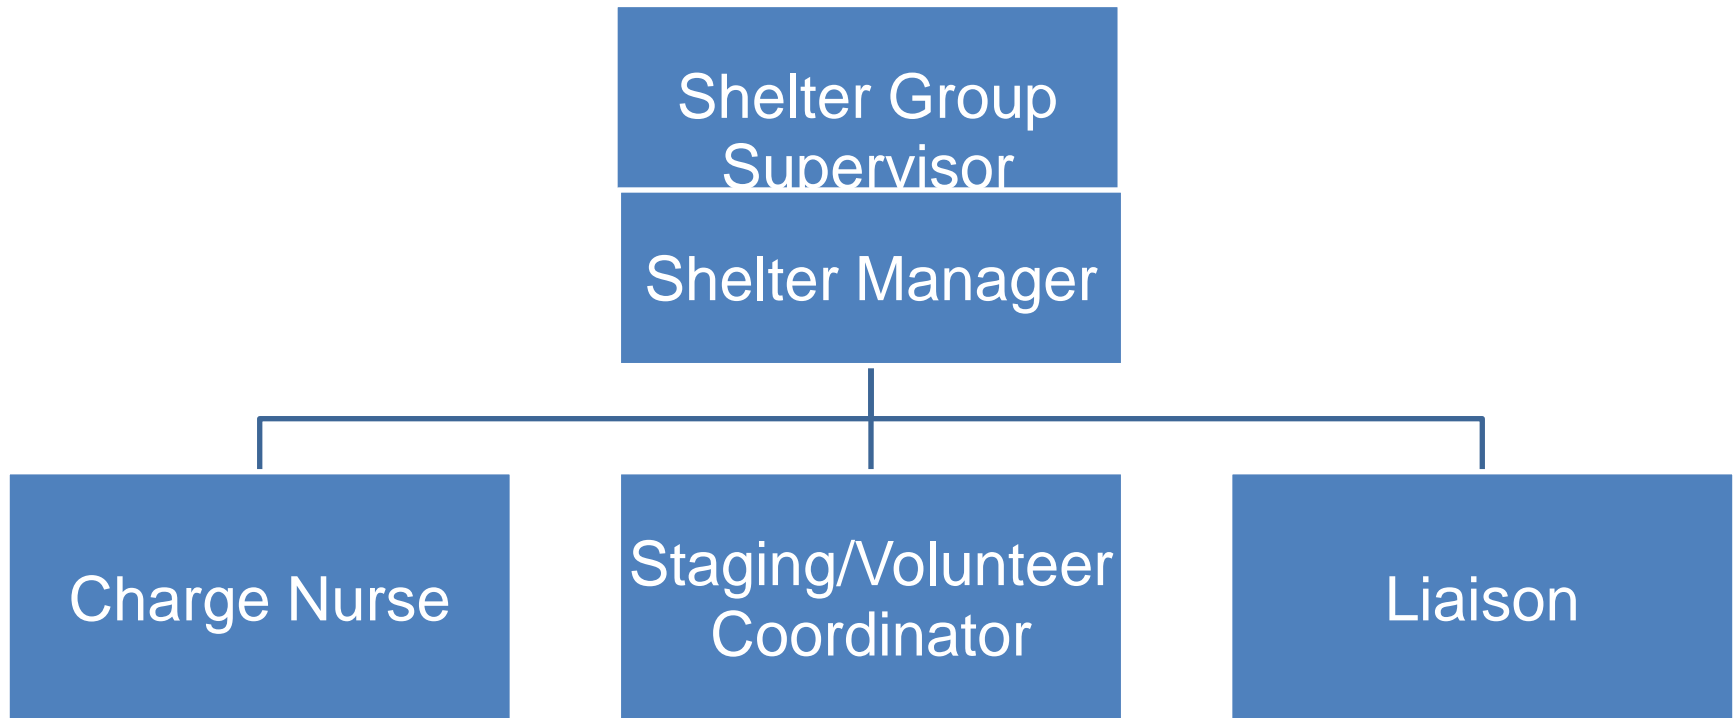 Shelter Group
Supervisor
Shelter Manager
Charge Nurse
Staging/Volunteer
Coordinator
Liaison